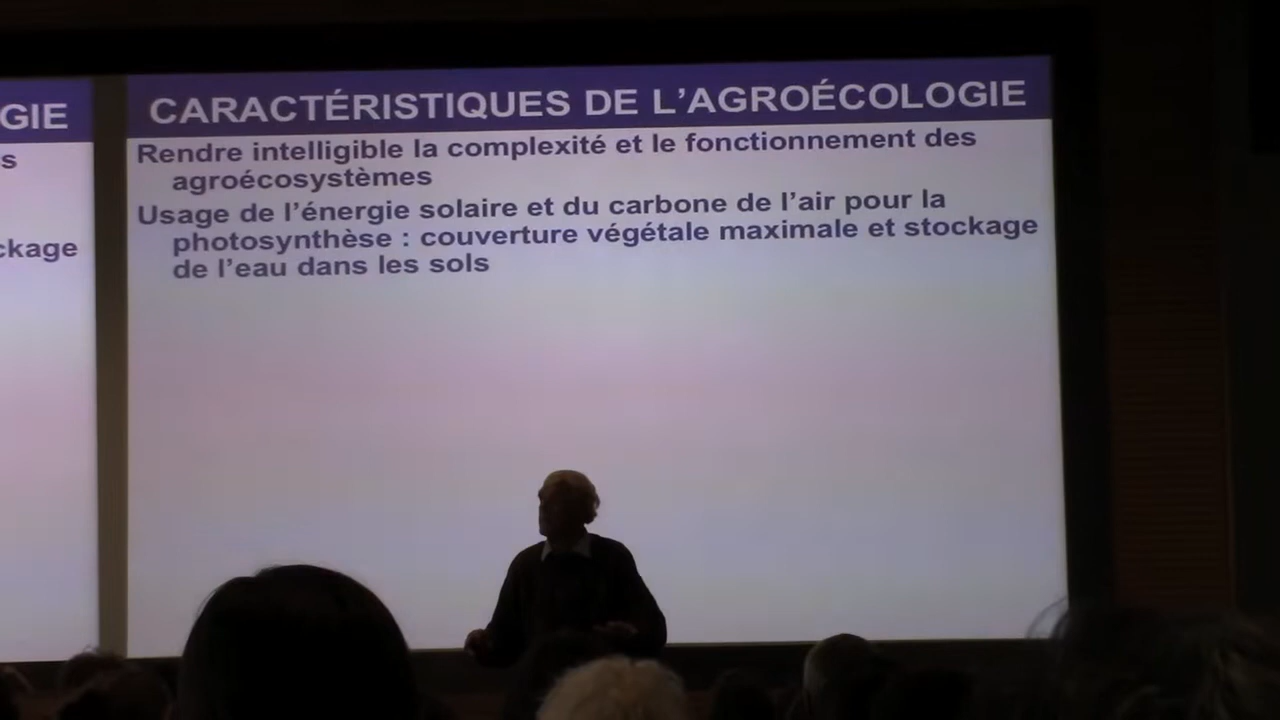 GIE
s
ckage
CARACTÉRISTIQUES DE L'AGROÉCOLOGIE
Rendre intelligible la complexité et le fonctionnement des
agroécosystèmes
Usage de l'énergie solaire et du carbone de l'air pour la
photosynthèse : couverture végétale maximale et stockage
de l'eau dans les sols